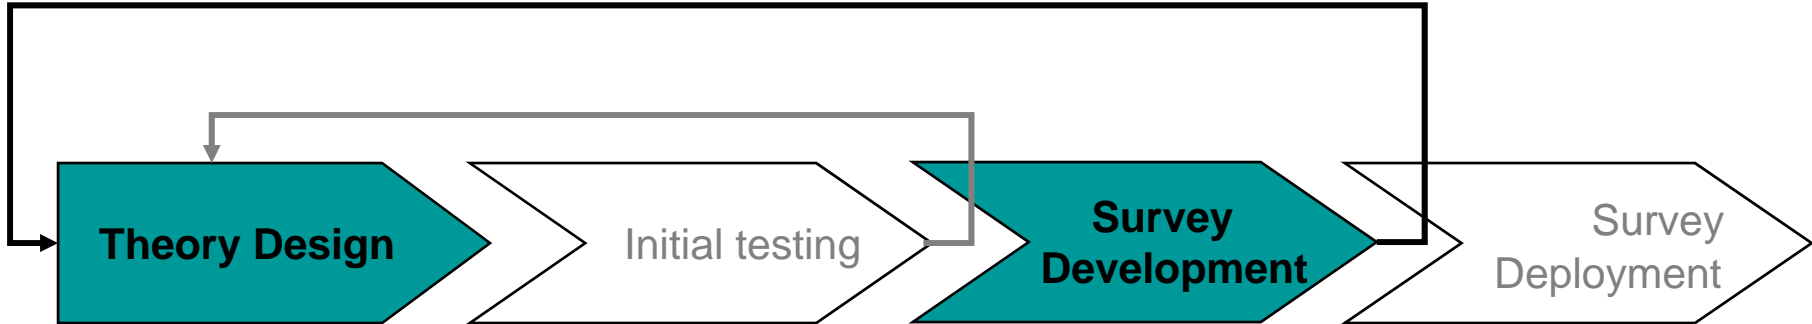 Theory Design
Initial testing
Survey
Development
Survey
Deployment